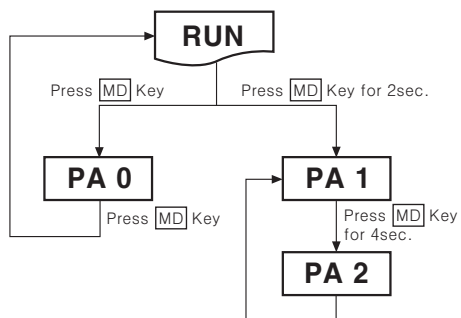 RUN
Press MD Key
Press MD Key for 2sec.
PA 0
PA 1
Press MD Key
Press MD Key
for 4sec.
PA 2